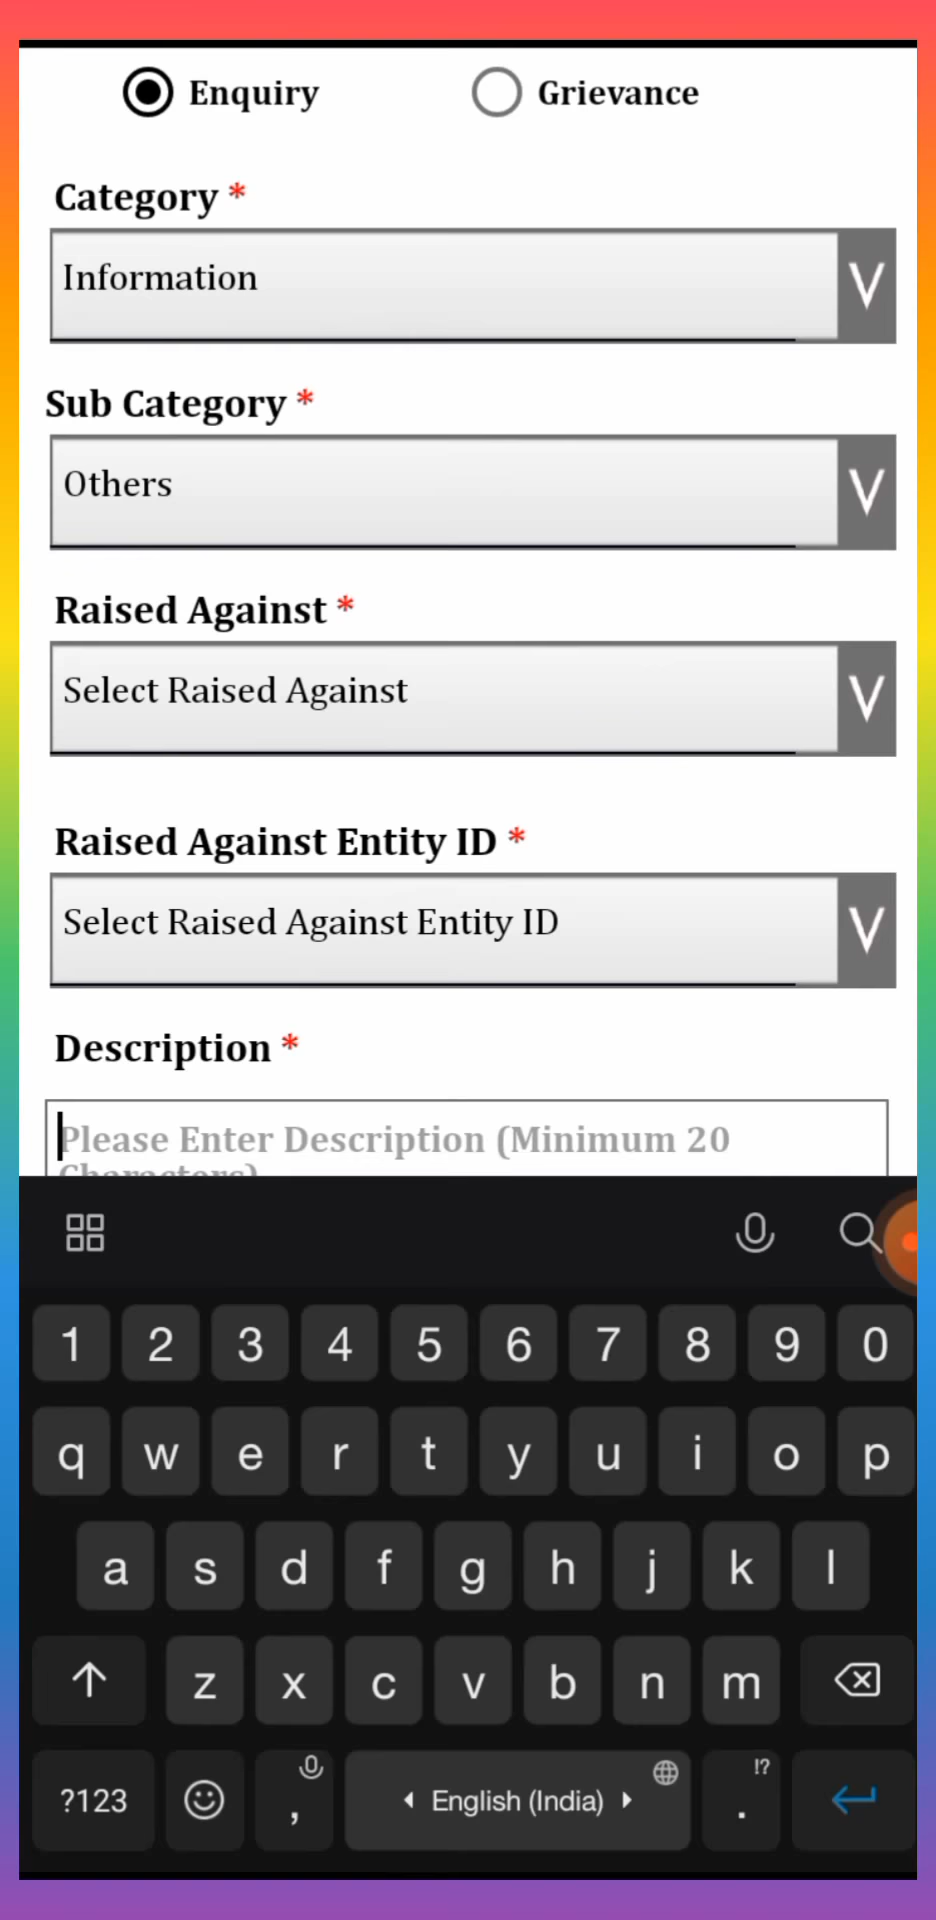 Enquiry Grievance
Category *
Information
V
Sub Category *
Others
V
Raised Against *
Select Raised Against
V
Raised Against Entity ID *
Select Raised Against Entity ID
V
Description *
Please Enter Description (Minimum 20
Characters)
1 2 3 4 5 6 7 8 9 0
q w e r t y u i o p
a s d f g h j k l
z x c v b n m
!?
?123 , English (India) .